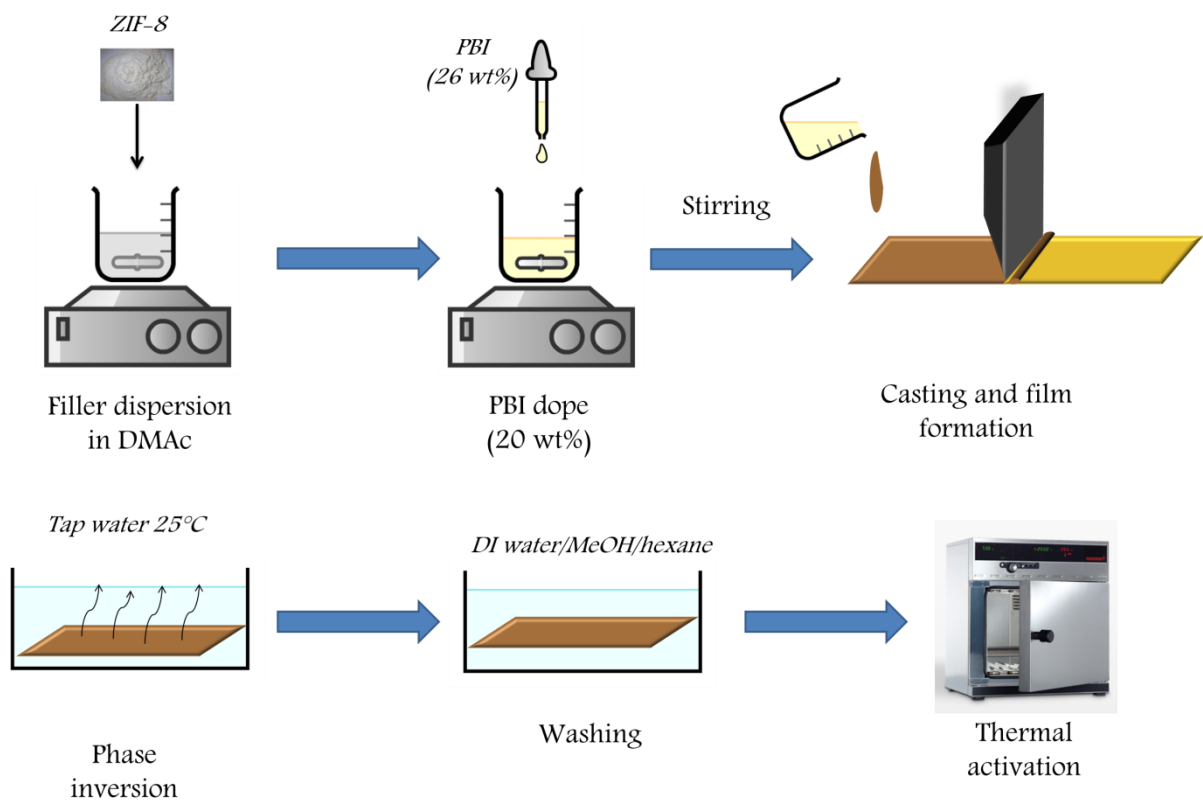 ZIF-8
PBI
(26 wt%)
Stirring
Filler dispersion
in DMAc
PBI dope
(20 wt%)
Casting and film
formation
Tap water 25°C
DI water/MeOH/hexane
Phase
inversion
Washing
Thermal
activation